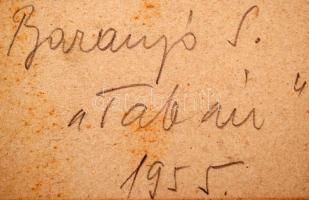 Baranyó S.
„Tabán"
1955.